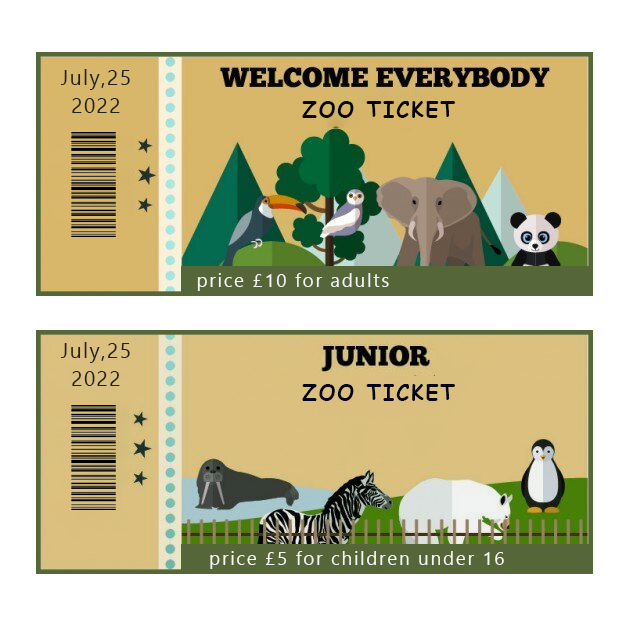 July,25
2022
WELCOME EVERYBODY
ZOO TICKET
price £10 for adults
July,25
2022
JUNIOR
ZOO TICKET
price £5 for children under 16